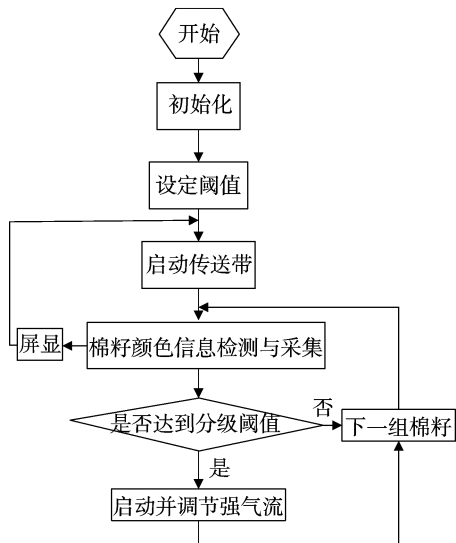 开始
初始化
设定阈值
启动传送带
屏显
棉籽颜色信息检测与采集
是否达到分级阈值
否
下一组棉籽
是
启动并调节强气流